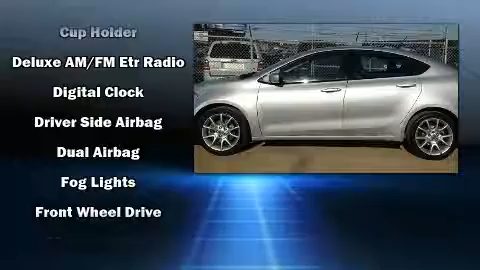 Cup Holder
Deluxe AM/FM Etr Radio
Digital Clock
Driver Side Airbag
Dual Airbag
Fog Lights
Front Wheel Drive